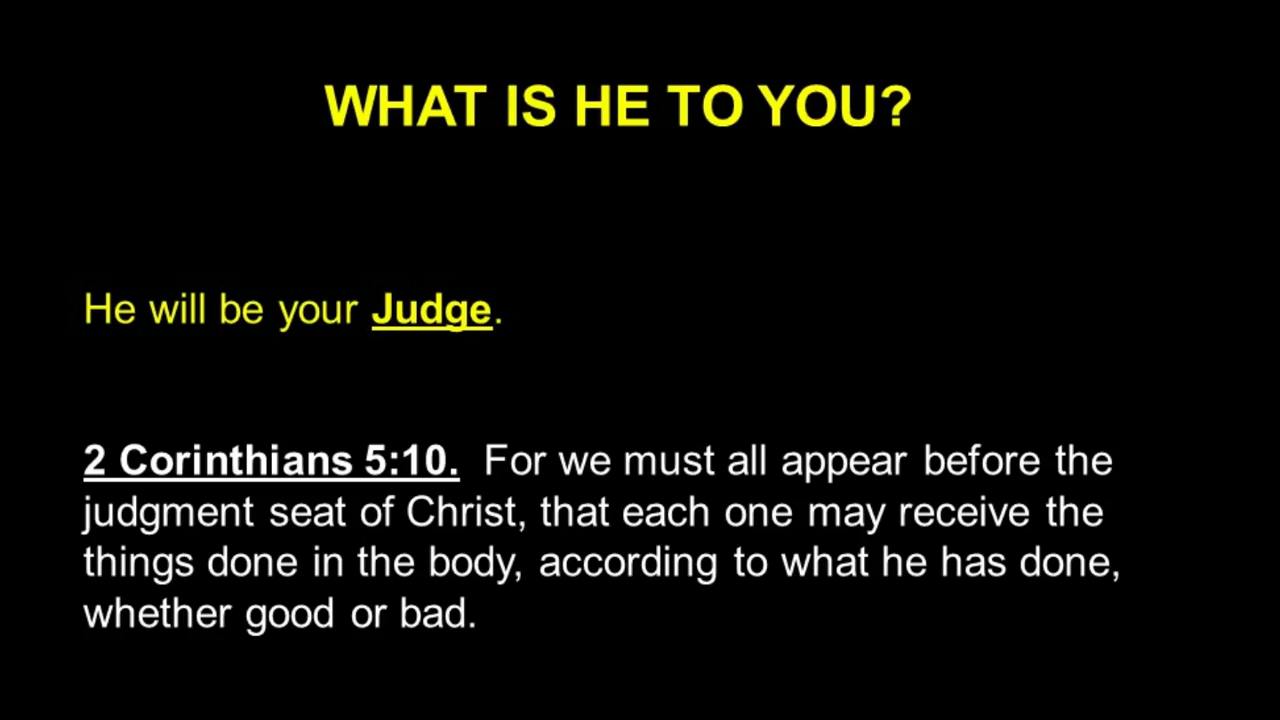 WHAT IS HE TO YOU?
He will be your Judge.
2 Corinthians 5:10. For we must all appear before the
judgment seat of Christ, that each one may receive the
things done in the body, according to what he has done,
whether good or bad.